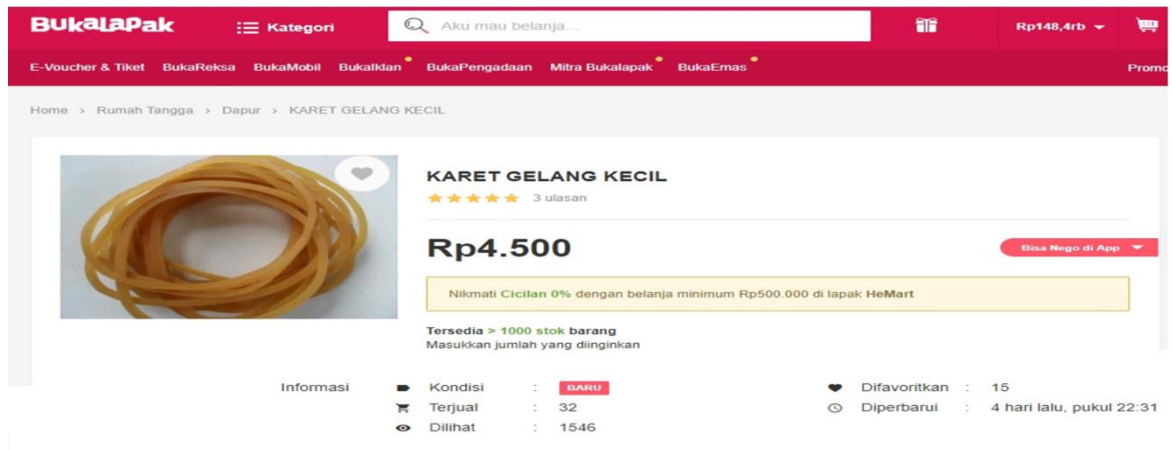 BukaLaPak
Kategori
Aku mau belanja...
Rp148,4rb
E-Voucher & Tiket BukaReksa BukaMobil BukaIklan BukaPengadaan Mitra Bukalapak BukaEmas Promo
Home > Rumah Tangga > Dapur > KARET GELANG KECIL
KARET GELANG KECIL
3 ulasan
Rp4.500
Bisa Nego di App
Nikmati Cicilan 0% dengan belanja minimum Rp500.000 di lapak HeMart
Tersedia > 1000 stok barang
Masukkan jumlah yang diinginkan
Informasi
Kondisi : BARU
Terjual : 32
Dilihat : 1546
Difavoritkan : 15
Diperbarui : 4 hari lalu, pukul 22:31